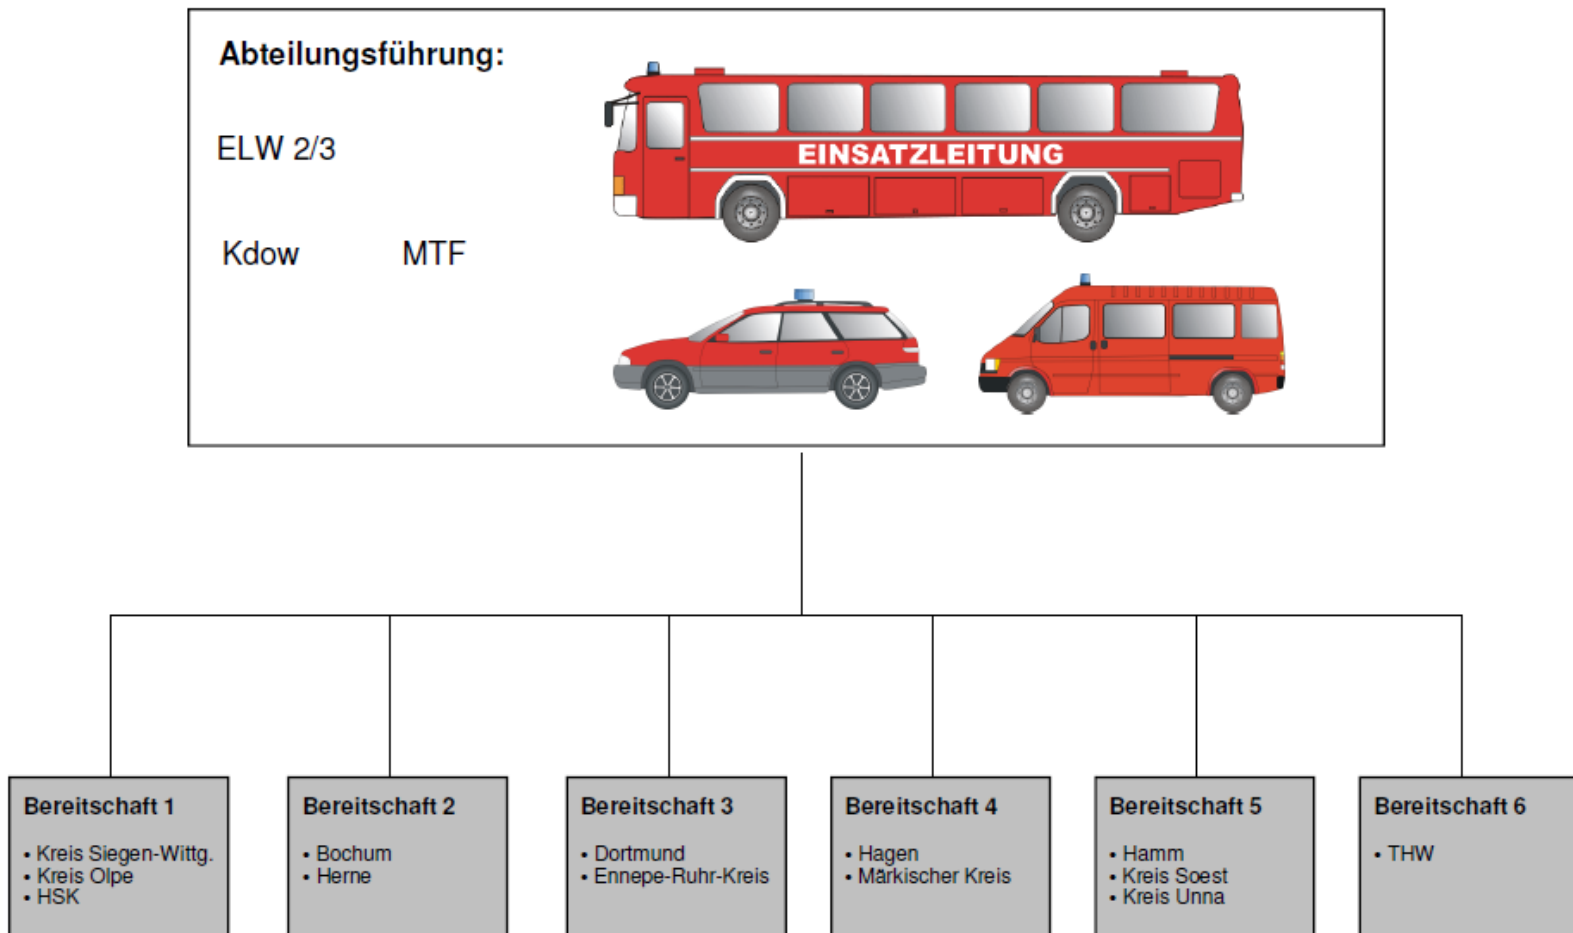 Abteilungsführung:
ELW 2/3
EINSATZLEITUNG
Kdow MTF
Bereitschaft 1
• Kreis Siegen-Wittg.
• Kreis Olpe
• HSK
Bereitschaft 2
• Bochum
• Herne
Bereitschaft 3
• Dortmund
• Ennepe-Ruhr-Kreis
Bereitschaft 4
• Hagen
• Märkischer Kreis
Bereitschaft 5
• Hamm
• Kreis Soest
• Kreis Unna
Bereitschaft 6
• THW